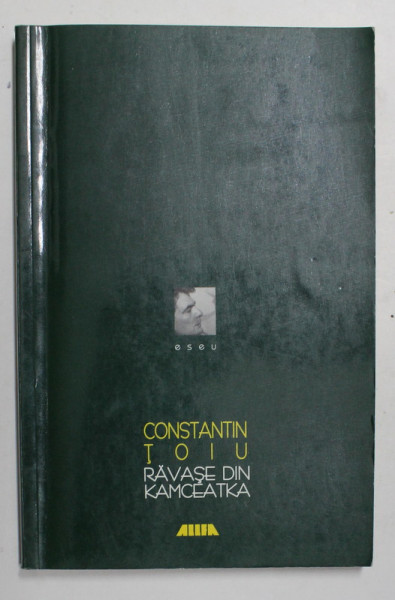 eseu
CONSTANTIN
ŢOIU
RĂVAŞE DIN
KAMCEATKA
ALLFA